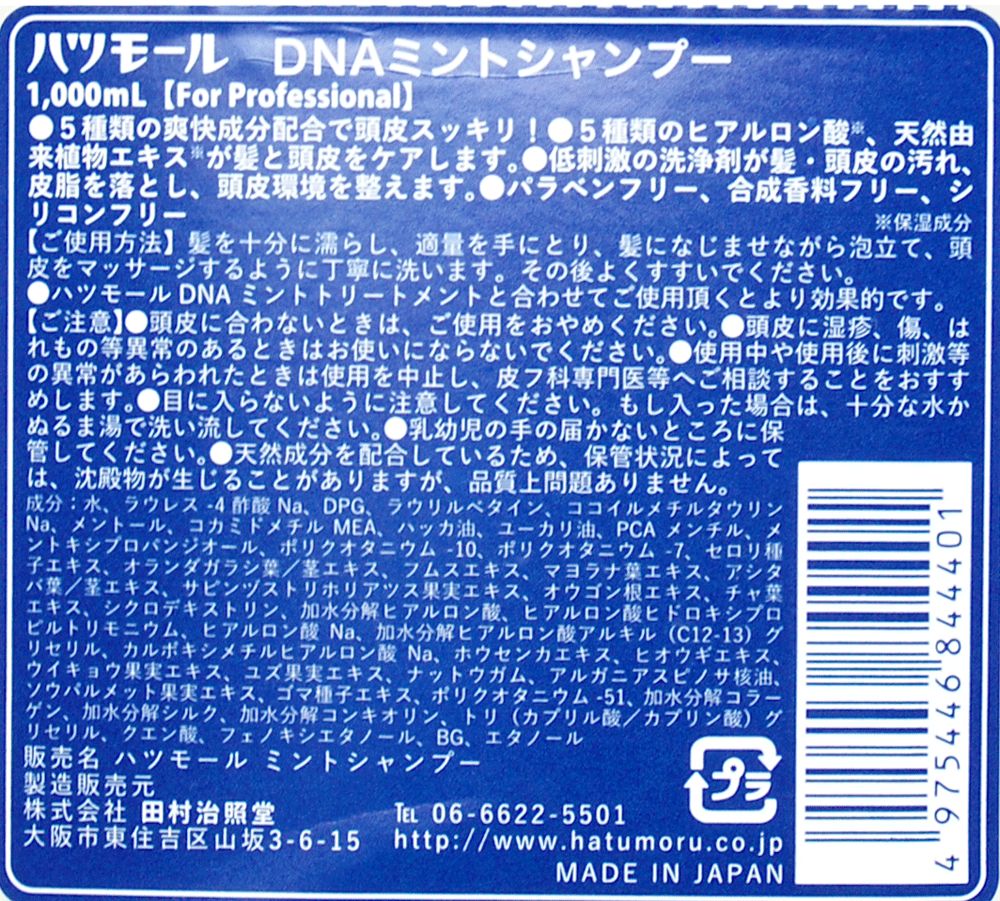 ハツモール DNAミントシャンプー
1,000mL【For Professional】
●5種類の爽快成分配合で頭皮スッキリ！●5種類のヒアルロン酸※、天然由
来植物エキス※が髪と頭皮をケアします。●低刺激の洗浄剤が髪・頭皮の汚れ、
皮脂を落とし、頭皮環境を整えます。●パラベンフリー、合成香料フリー、シ
リコンフリー
※保湿成分
【ご使用方法】髪を十分に濡らし、適量を手にとり、髪になじませながら泡立て、頭
皮をマッサージするように丁寧に洗います。その後よくすすいでください。
●ハツモール DNA ミントトリートメントと合わせてご使用頂くとより効果的です。
【ご注意】●頭皮に合わないときは、ご使用をおやめください。●頭皮に湿疹、傷、は
れもの等異常のあるときはお使いにならないでください。●使用中や使用後に刺激等
の異常があらわれたときは使用を中止し、皮フ科専門医等へご相談することをおすす
めします。●目に入らないように注意してください。もし入った場合は、十分な水か
ぬるま湯で洗い流してください。●乳幼児の手の届かないところに保
管してください。●天然成分を配合しているため、保管状況によって
は、沈殿物が生じることがありますが、品質上問題ありません。
成分：水、ラウレス -4 酢酸 Na、DPG、ラウリルベタイン、ココイルメチルタウリン
Na、メントール、コカミドメチル MEA、ハッカ油、ユーカリ油、PCA メンチル、メ
ントキシプロパンジオール、ポリクオタニウム -10、ポリクオタニウム -7、セロリ種
子エキス、オランダガラシ葉／茎エキス、フムスエキス、マヨラナ葉エキス、アシタ
バ葉／茎エキス、サピンヅストリホリアツス果実エキス、オウゴン根エキス、チャ葉
エキス、シクロデキストリン、加水分解ヒアルロン酸、ヒアルロン酸ヒドロキシプロ
ピルトリモニウム、ヒアルロン酸 Na、加水分解ヒアルロン酸アルキル（C12-13）グ
リセリル、カルボキシメチルヒアルロン酸 Na、ホウセンカエキス、ヒオウギエキス、
ウイキョウ果実エキス、ユズ果実エキス、ナットウガム、アルガニアスピノサ核油、
ソウパルメット果実エキス、ゴマ種子エキス、ポリクオタニウム -51、加水分解コラー
ゲン、加水分解シルク、加水分解コンキオリン、トリ（カプリル酸／カプリン酸）グ
リセリル、クエン酸、フェノキシエタノール、BG、エタノール
販売名 ハツモール ミントシャンプー
製造販売元
株式会社 田村治照堂 TEL 06-6622-5501
大阪市東住吉区山坂3-6-15 http://www.hatumoru.co.jp
MADE IN JAPAN
プラ
4975446844401